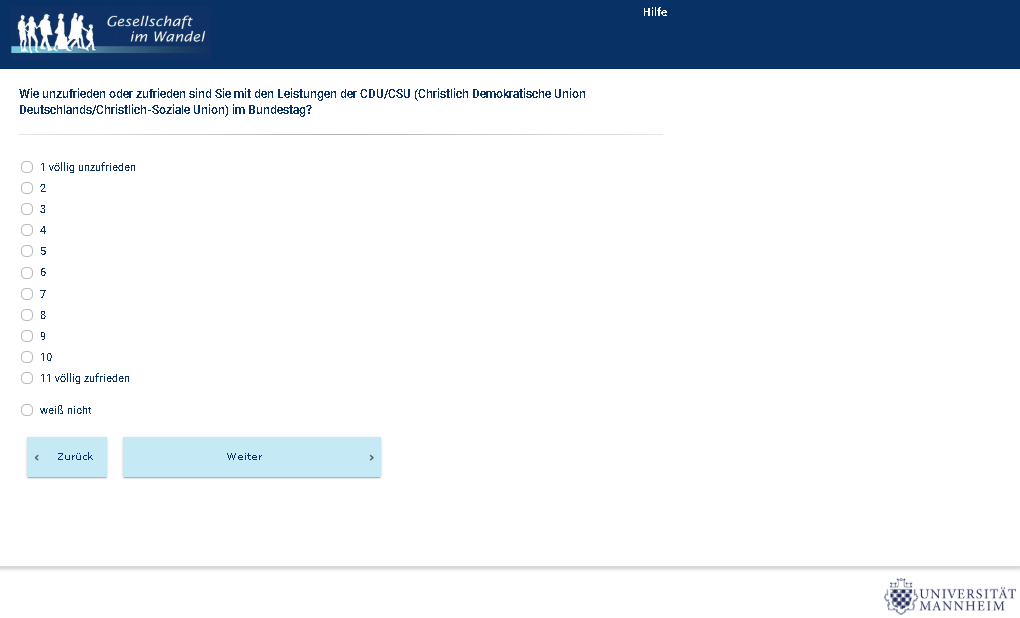 Gesellschaft
im Wandel
Hilfe
Wie unzufrieden oder zufrieden sind Sie mit den Leistungen der CDU/CSU (Christlich Demokratische Union
Deutschlands/Christlich-Soziale Union) im Bundestag?
1 völlig unzufrieden
2
3
4
5
6
7
8
9
10
11 völlig zufrieden
weiß nicht
‹ Zurück
Weiter ›
UNIVERSITÄT
MANNHEIM